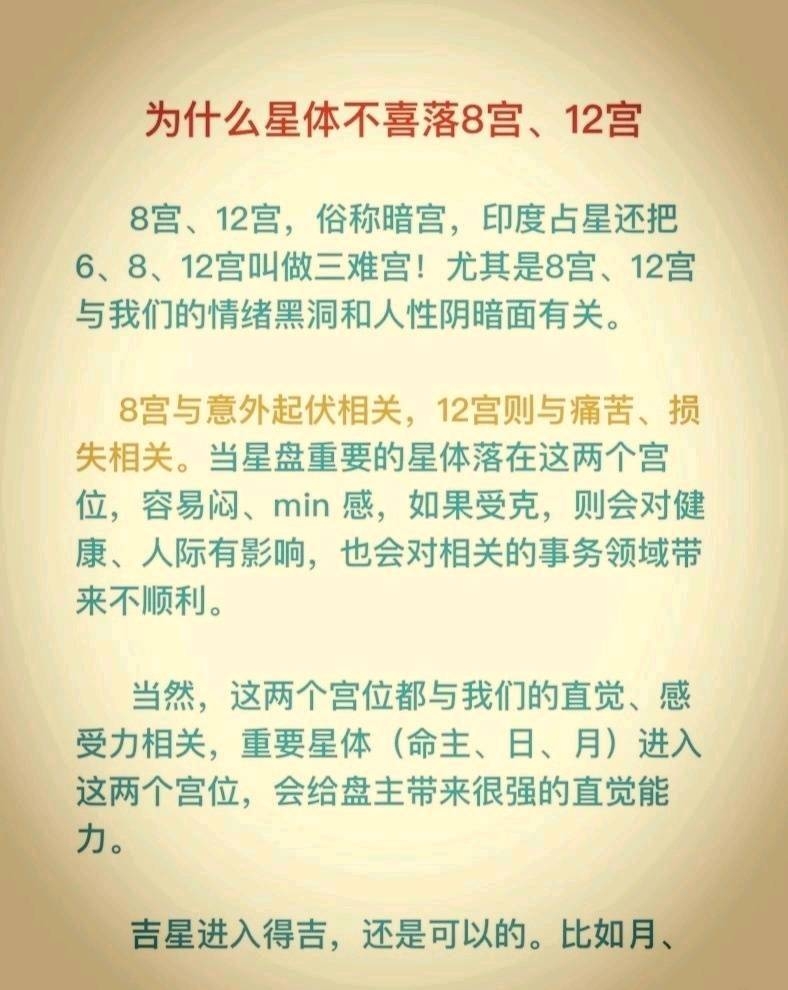 为什么星体不喜落8宫、12宫
8宫、12宫，俗称暗宫，印度占星还把
6、8、12宫叫做三难宫！尤其是8宫、12宫
与我们的情绪黑洞和人性阴暗面有关。
8宫与意外起伏相关，12宫则与痛苦、损
失相关。当星盘重要的星体落在这两个宫
位，容易闷、min 感，如果受克，则会对健
康、人际有影响，也会对相关的事务领域带
来不顺利。
当然，这两个宫位都与我们的直觉、感
受力相关，重要星体（命主、日、月）进入
这两个宫位，会给盘主带来很强的直觉能
力。
吉星进入得吉，还是可以的。比如月、